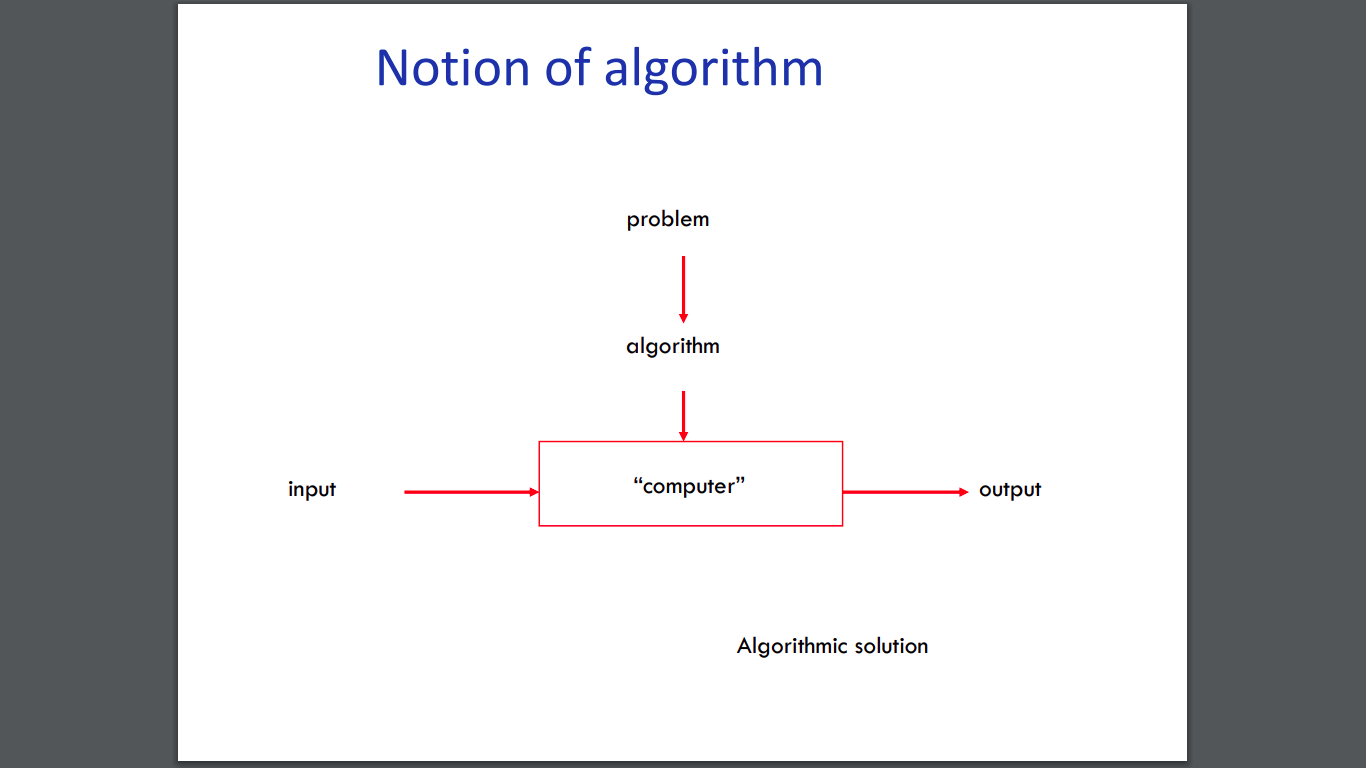 Notion of algorithm
problem
algorithm
input
“computer”
output
Algorithmic solution